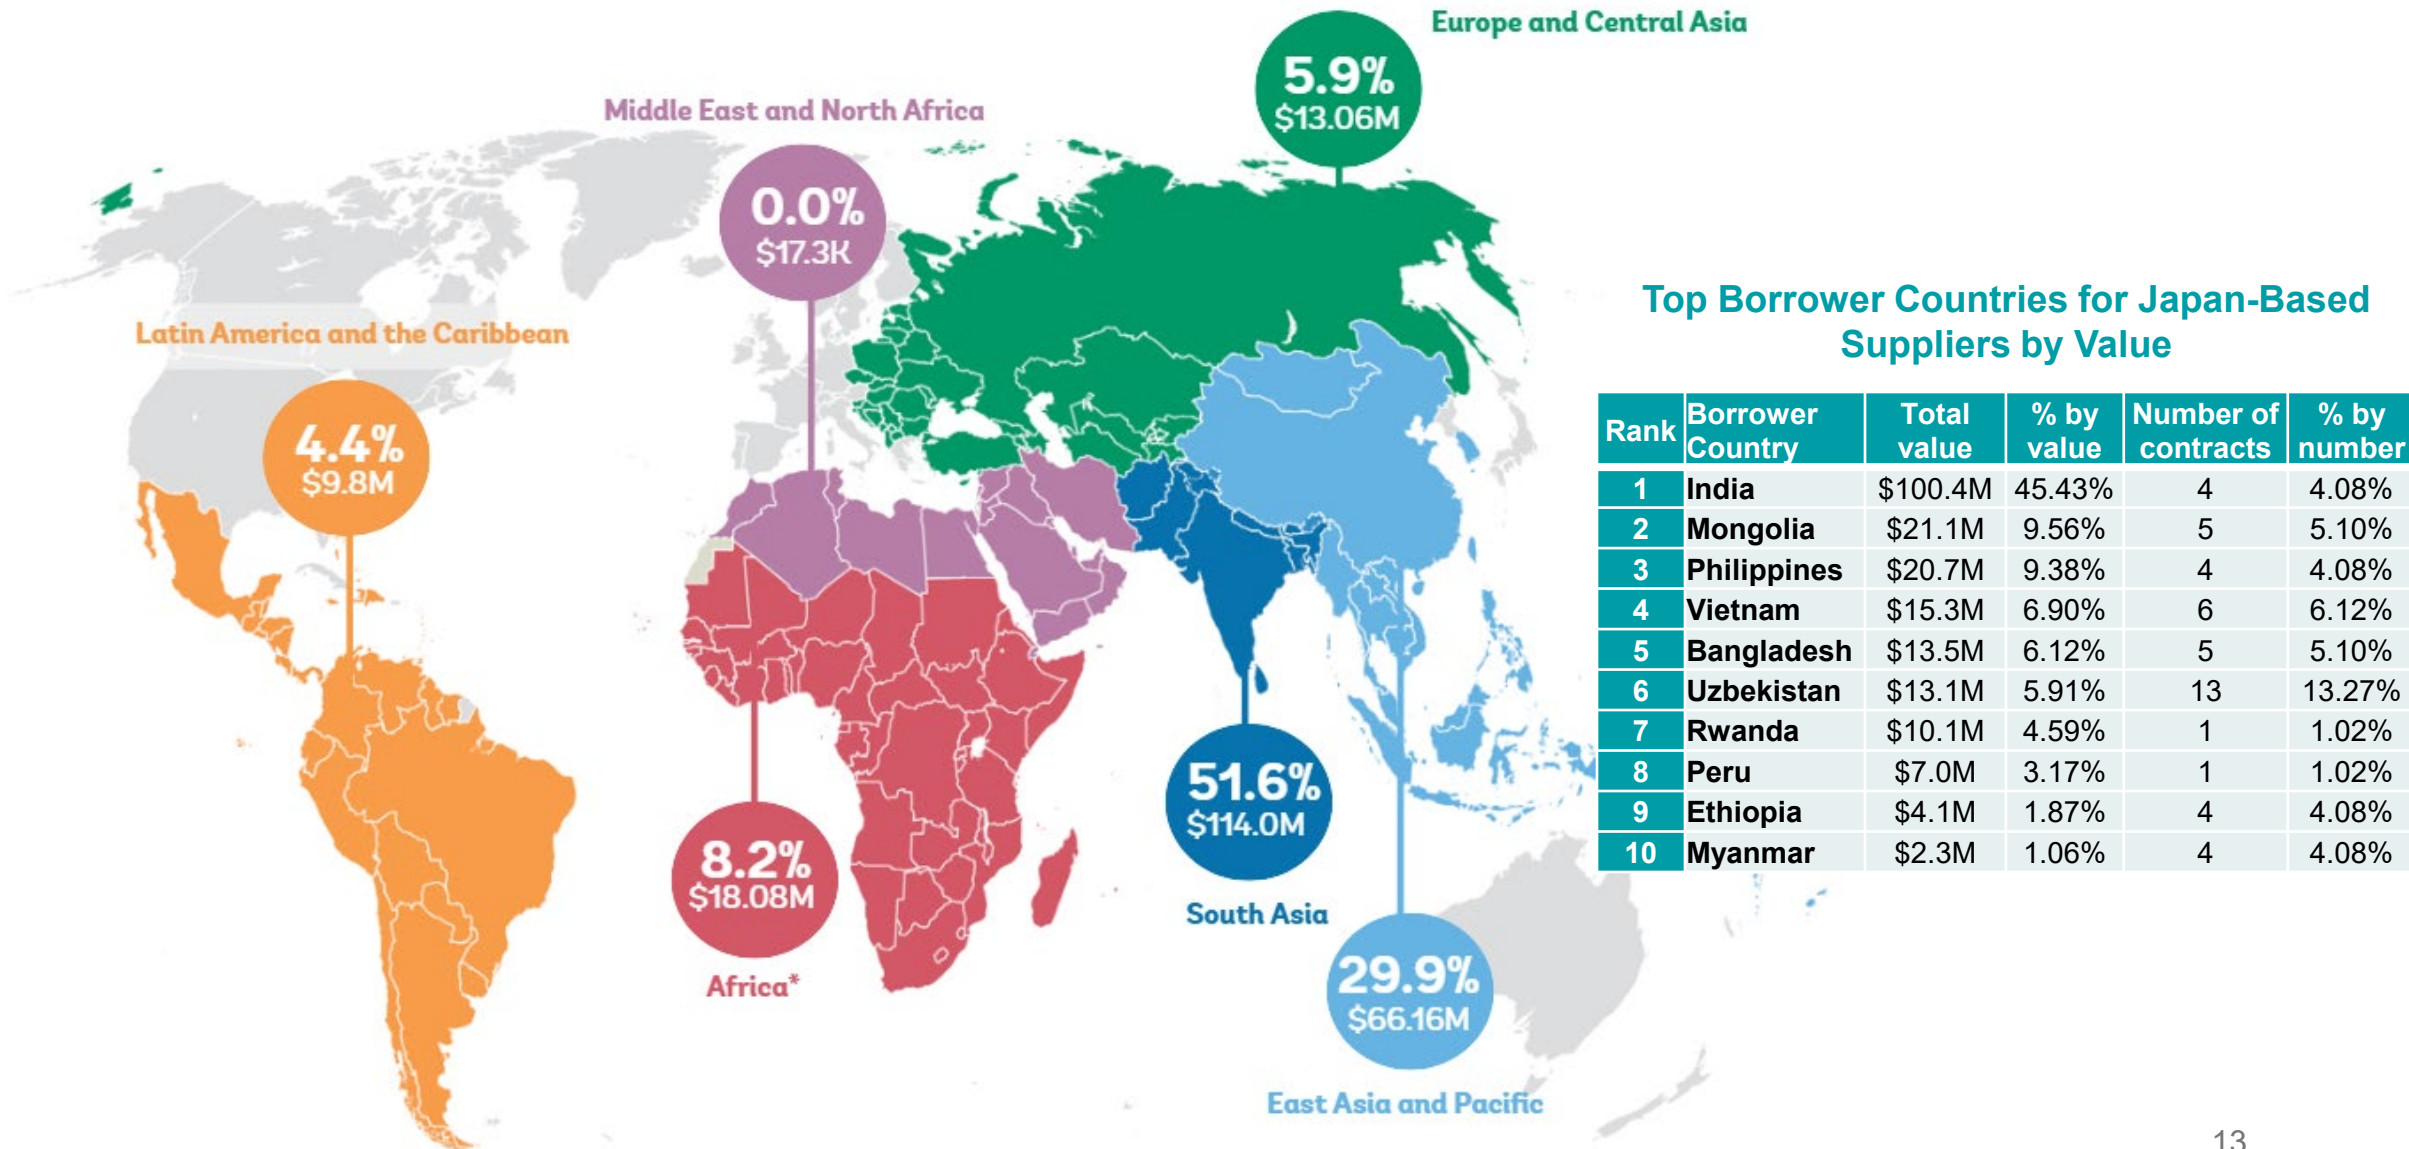 Europe and Central Asia
5.9%
$13.06M
Middle East and North Africa
0.0%
$17.3K
Latin America and the Caribbean
4.4%
$9.8M
8.2%
$18.08M
Africa*
51.6%
$114.0M
South Asia
29.9%
$66.16M
East Asia and Pacific
Top Borrower Countries for Japan-Based
Suppliers by Value
Rank Borrower Country Total value % by value Number of contracts % by number
1 India $100.4M 45.43% 4 4.08%
2 Mongolia $21.1M 9.56% 5 5.10%
3 Philippines $20.7M 9.38% 4 4.08%
4 Vietnam $15.3M 6.90% 6 6.12%
5 Bangladesh $13.5M 6.12% 5 5.10%
6 Uzbekistan $13.1M 5.91% 13 13.27%
7 Rwanda $10.1M 4.59% 1 1.02%
8 Peru $7.0M 3.17% 1 1.02%
9 Ethiopia $4.1M 1.87% 4 4.08%
10 Myanmar $2.3M 1.06% 4 4.08%
13